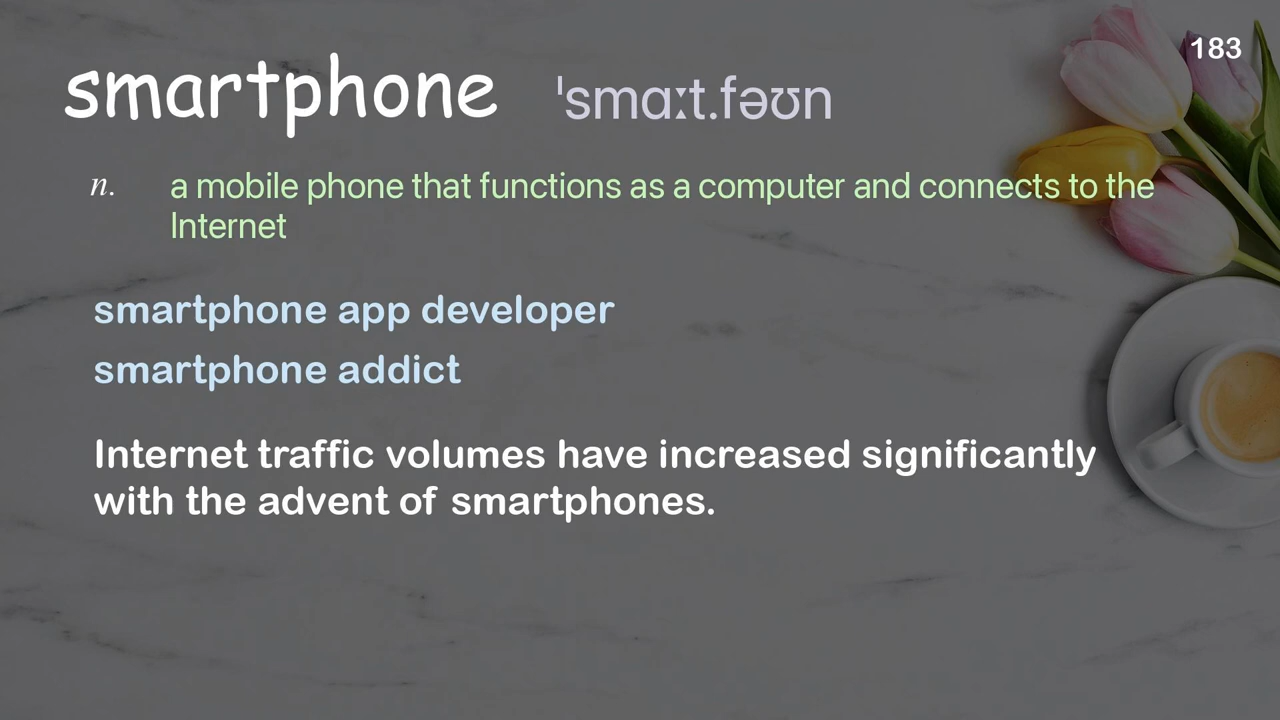 183
smartphone ˈsmɑːt.fəʊn
n. a mobile phone that functions as a computer and connects to the
Internet
smartphone app developer
smartphone addict
Internet traffic volumes have increased significantly
with the advent of smartphones.